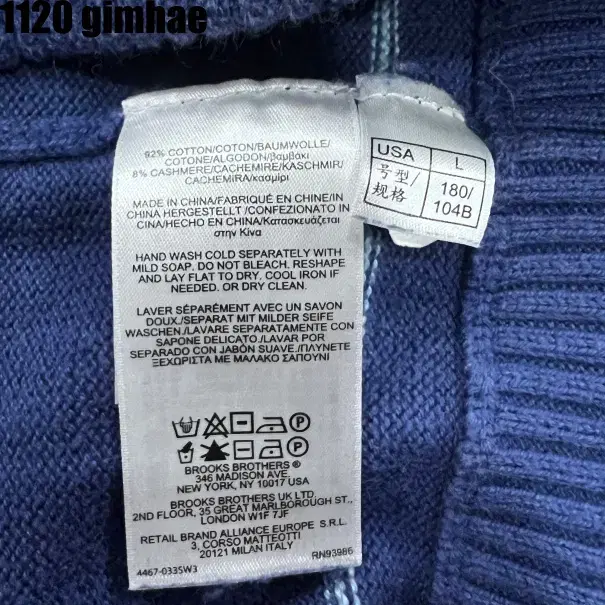 1120 gimhae
92% COTTON/COTON/BAUMWOLLE/
COTONE/ALGODON/βαμβάκι
8% CASHMERE/CACHEMIRE/KASCHMIR/
CACHEMIRA/κασμίρι
MADE IN CHINA/FABRIQUÉ EN CHINE/IN
CHINA HERGESTELLT /CONFEZIONATO IN
CINA/HECHO EN CHINA/Κατασκευάζεται
στην Κίνα
HAND WASH COLD SEPARATELY WITH
MILD SOAP. DO NOT BLEACH. RESHAPE
AND LAY FLAT TO DRY. COOL IRON IF
NEEDED. OR DRY CLEAN.
LAVER SÉPARÉMENT AVEC UN SAVON
DOUX./SEPARAT MIT MILDER SEIFE
WASCHEN./LAVARE SEPARATAMENTE CON
SAPONE DELICATO./LAVAR POR
SEPARADO CON JABÓN SUAVE./ΠΛΥΝΕΤΕ
ΞΕΧΩΡΙΣΤΑ ΜΕ ΜΑΛΑΚΟ ΣΑΠΟΥΝΙ
P
P
BROOKS BROTHERS ®
346 MADISON AVE.
NEW YORK, NY 10017 USA
BROOKS BROTHERS UK LTD.
2ND FLOOR, 35 GREAT MARLBOROUGH ST.,
LONDON W1F 7JF
RETAIL BRAND ALLIANCE EUROPE S.R.L.
3, CORSO MATTEOTTI
20121 MILAN ITALY
RN93986
4467-0335W3
USA L
号型/ 180/
规格 104B